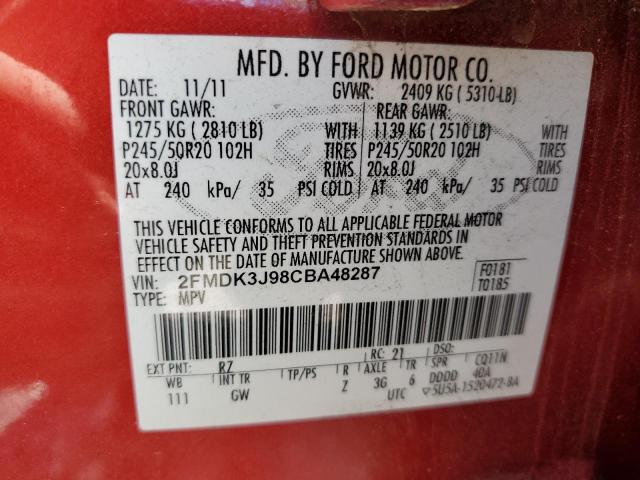 MFD. BY FORD MOTOR CO.
DATE: 11/11 GVWR: 2409 KG ( 5310-LB)
FRONT GAWR: REAR GAWR:
1275 KG ( 2810 LB) WITH 1139 KG ( 2510 LB) WITH
P245/50R20 102H TIRES P245/50R20 102H TIRES
20x8.0J RIMS 20x8.0J RIMS
AT 240 kPa/ 35 PSI COLD AT 240 kPa/ 35 PSI COLD
THIS VEHICLE CONFORMS TO ALL APPLICABLE FEDERAL MOTOR
VEHICLE SAFETY AND THEFT PREVENTION STANDARDS IN
EFFECT ON THE DATE OF MANUFACTURE SHOWN ABOVE.
VIN: 2FMDK3J98CBA48287 F0181
TYPE: MPV T0185
EXT PNT: RZ RC: 21 DSO:
WB INT TR TP/PS R AXLE TR SPR CQ11N
111 GW Z 3G 6 DDDD 40A
UTC 5U5A-1520472-BA